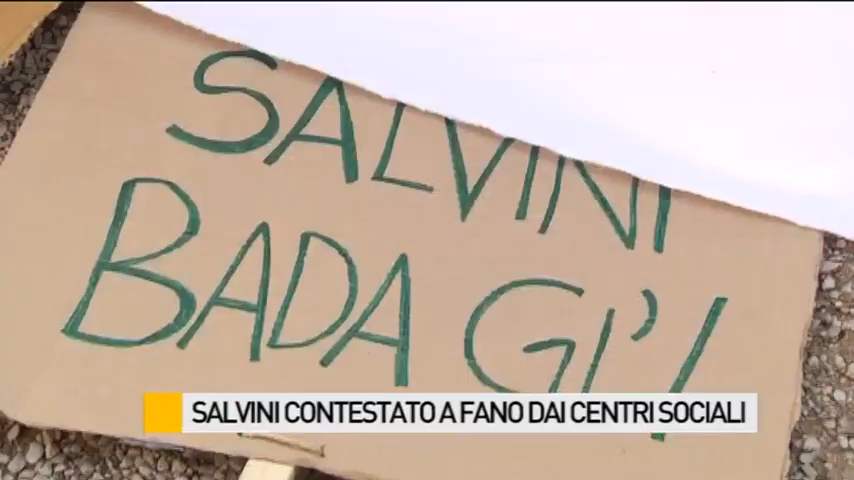 SALVINI
BADA GI'!
SALVINI CONTESTATO A FANO DAI CENTRI SOCIALI